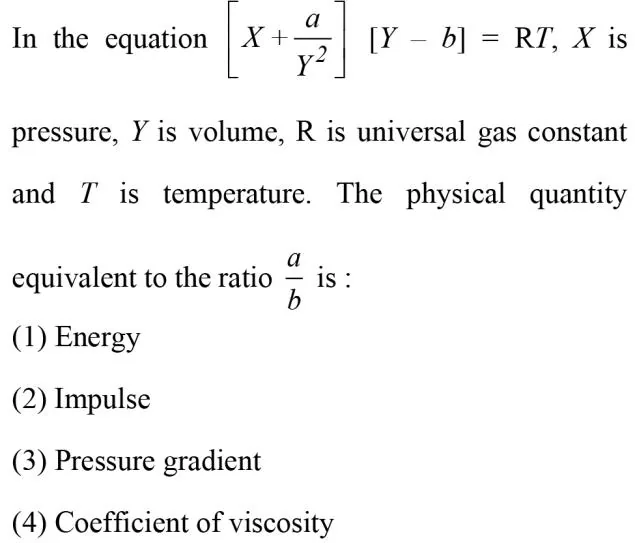 In the equation [X + a/Y²] [Y – b] = RT, X is
pressure, Y is volume, R is universal gas constant
and T is temperature. The physical quantity
equivalent to the ratio a/b is :
(1) Energy
(2) Impulse
(3) Pressure gradient
(4) Coefficient of viscosity